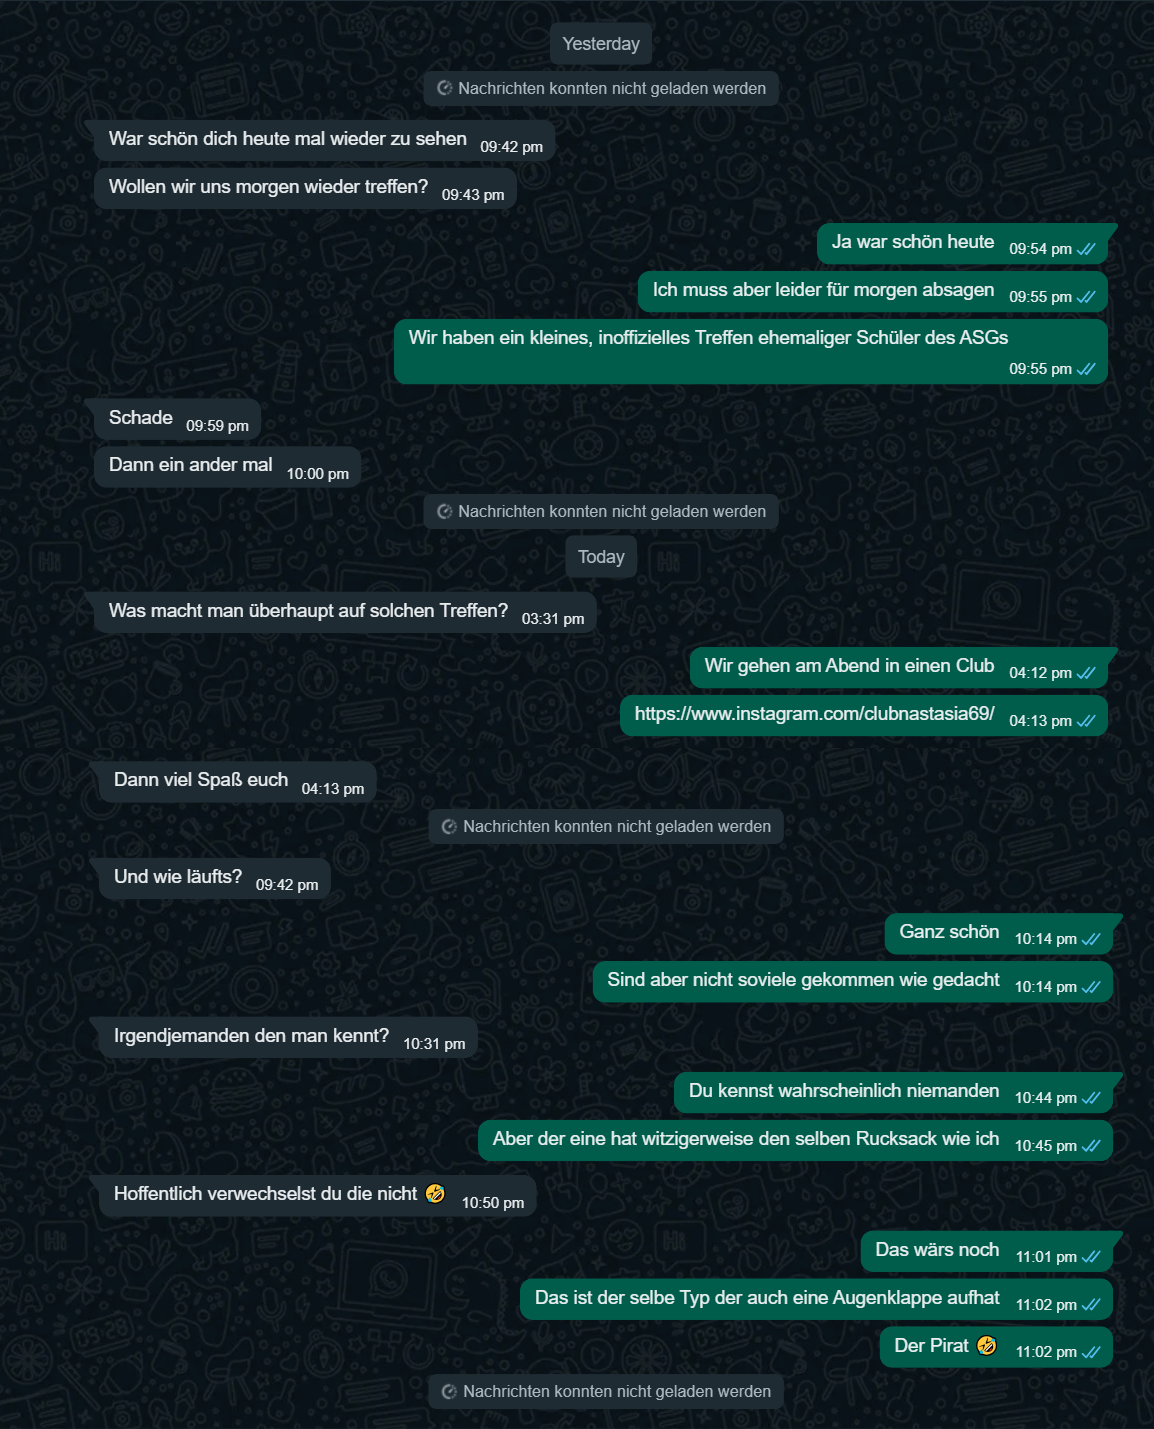 Yesterday
Nachrichten konnten nicht geladen werden
War schön dich heute mal wieder zu sehen 09:42 pm
Wollen wir uns morgen wieder treffen? 09:43 pm
Ja war schön heute 09:54 pm
Ich muss aber leider für morgen absagen 09:55 pm
Wir haben ein kleines, inoffizielles Treffen ehemaliger Schüler des ASGs
09:55 pm
Schade 09:59 pm
Dann ein ander mal 10:00 pm
Nachrichten konnten nicht geladen werden
Today
Was macht man überhaupt auf solchen Treffen? 03:31 pm
Wir gehen am Abend in einen Club 04:12 pm
https://www.instagram.com/clubnastasia69/ 04:13 pm
Dann viel Spaß euch 04:13 pm
Nachrichten konnten nicht geladen werden
Und wie läufts? 09:42 pm
Ganz schön 10:14 pm
Sind aber nicht soviele gekommen wie gedacht 10:14 pm
Irgendjemanden den man kennt? 10:31 pm
Du kennst wahrscheinlich niemanden 10:44 pm
Aber der eine hat witzigerweise den selben Rucksack wie ich 10:45 pm
Hoffentlich verwechselst du die nicht 🤣 10:50 pm
Das wärs noch 11:01 pm
Das ist der selbe Typ der auch eine Augenklappe aufhat 11:02 pm
Der Pirat 🤣 11:02 pm
Nachrichten konnten nicht geladen werden